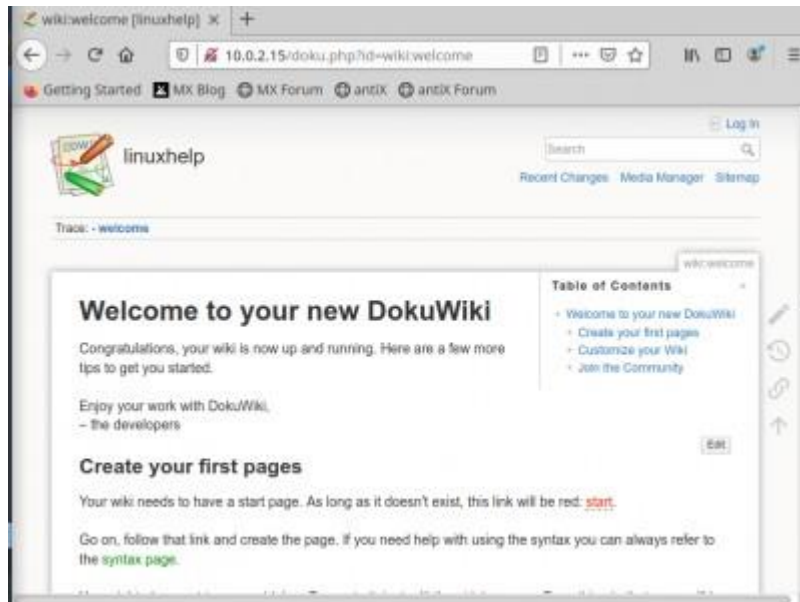 wiki:welcome [linuxhelp]
10.0.2.15/doku.php?id=wiki:welcome
Getting Started MX Blog MX Forum antiX antiX Forum
Log In
linuxhelp
Search
Recent Changes Media Manager Sitemap
Trace: - welcome
wiki:welcome
Table of Contents
Welcome to your new DokuWiki
Create your first pages
Customize your Wiki
Join the Community
Welcome to your new DokuWiki
Congratulations, your wiki is now up and running. Here are a few more
tips to get you started.
Enjoy your work with DokuWiki,
– the developers
Edit
Create your first pages
Your wiki needs to have a start page. As long as it doesn't exist, this link will be red: start.
Go on, follow that link and create the page. If you need help with using the syntax you can always refer to
the syntax page.